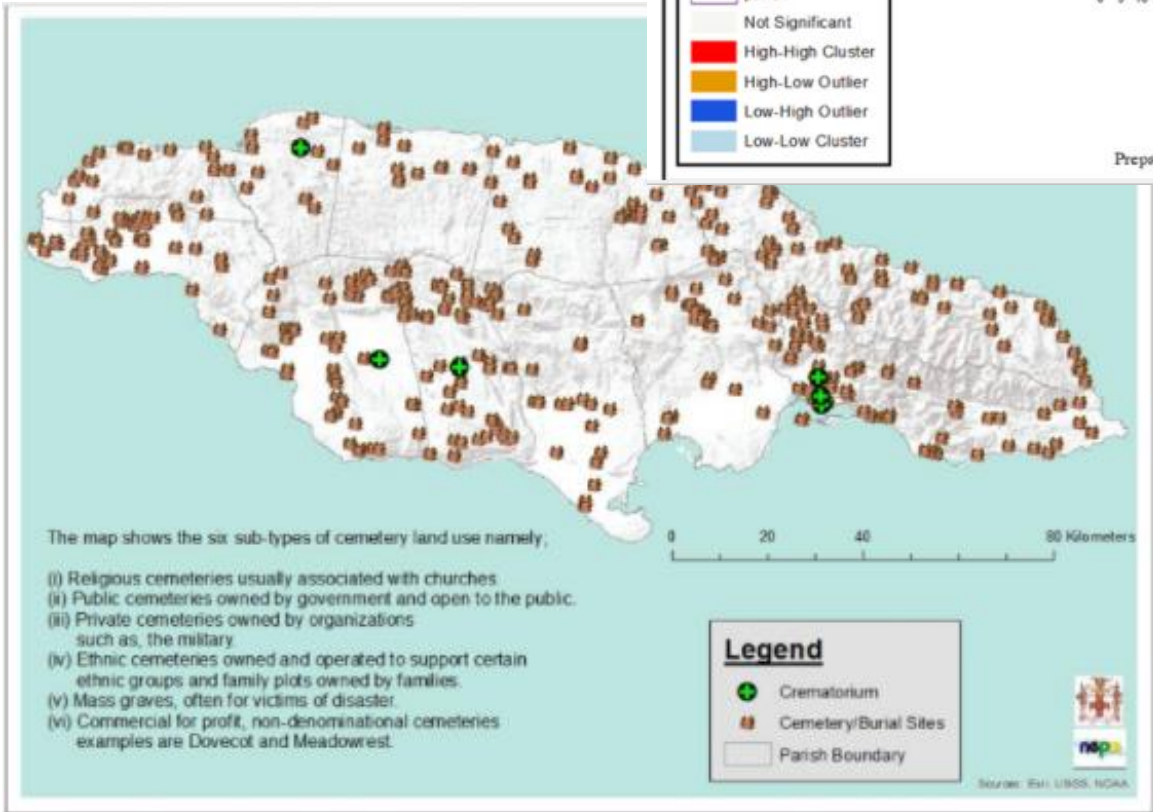 Not Significant
High-High Cluster
High-Low Outlier
Low-High Outlier
Low-Low Cluster
The map shows the six sub-types of cemetery land use namely;
(i) Religious cemeteries usually associated with churches
(ii) Public cemeteries owned by government and open to the public.
(iii) Private cemeteries owned by organizations
such as, the military.
(iv) Ethnic cemeteries owned and operated to support certain
ethnic groups and family plots owned by families.
(v) Mass graves, often for victims of disaster.
(vi) Commercial for profit, non-denominational cemeteries
examples are Dovecot and Meadowrest.
0 20 40 80 Kilometers
Legend
Crematorium
Cemetery/Burial Sites
Parish Boundary
nepa
Sources: Esri, USGS, NOAA